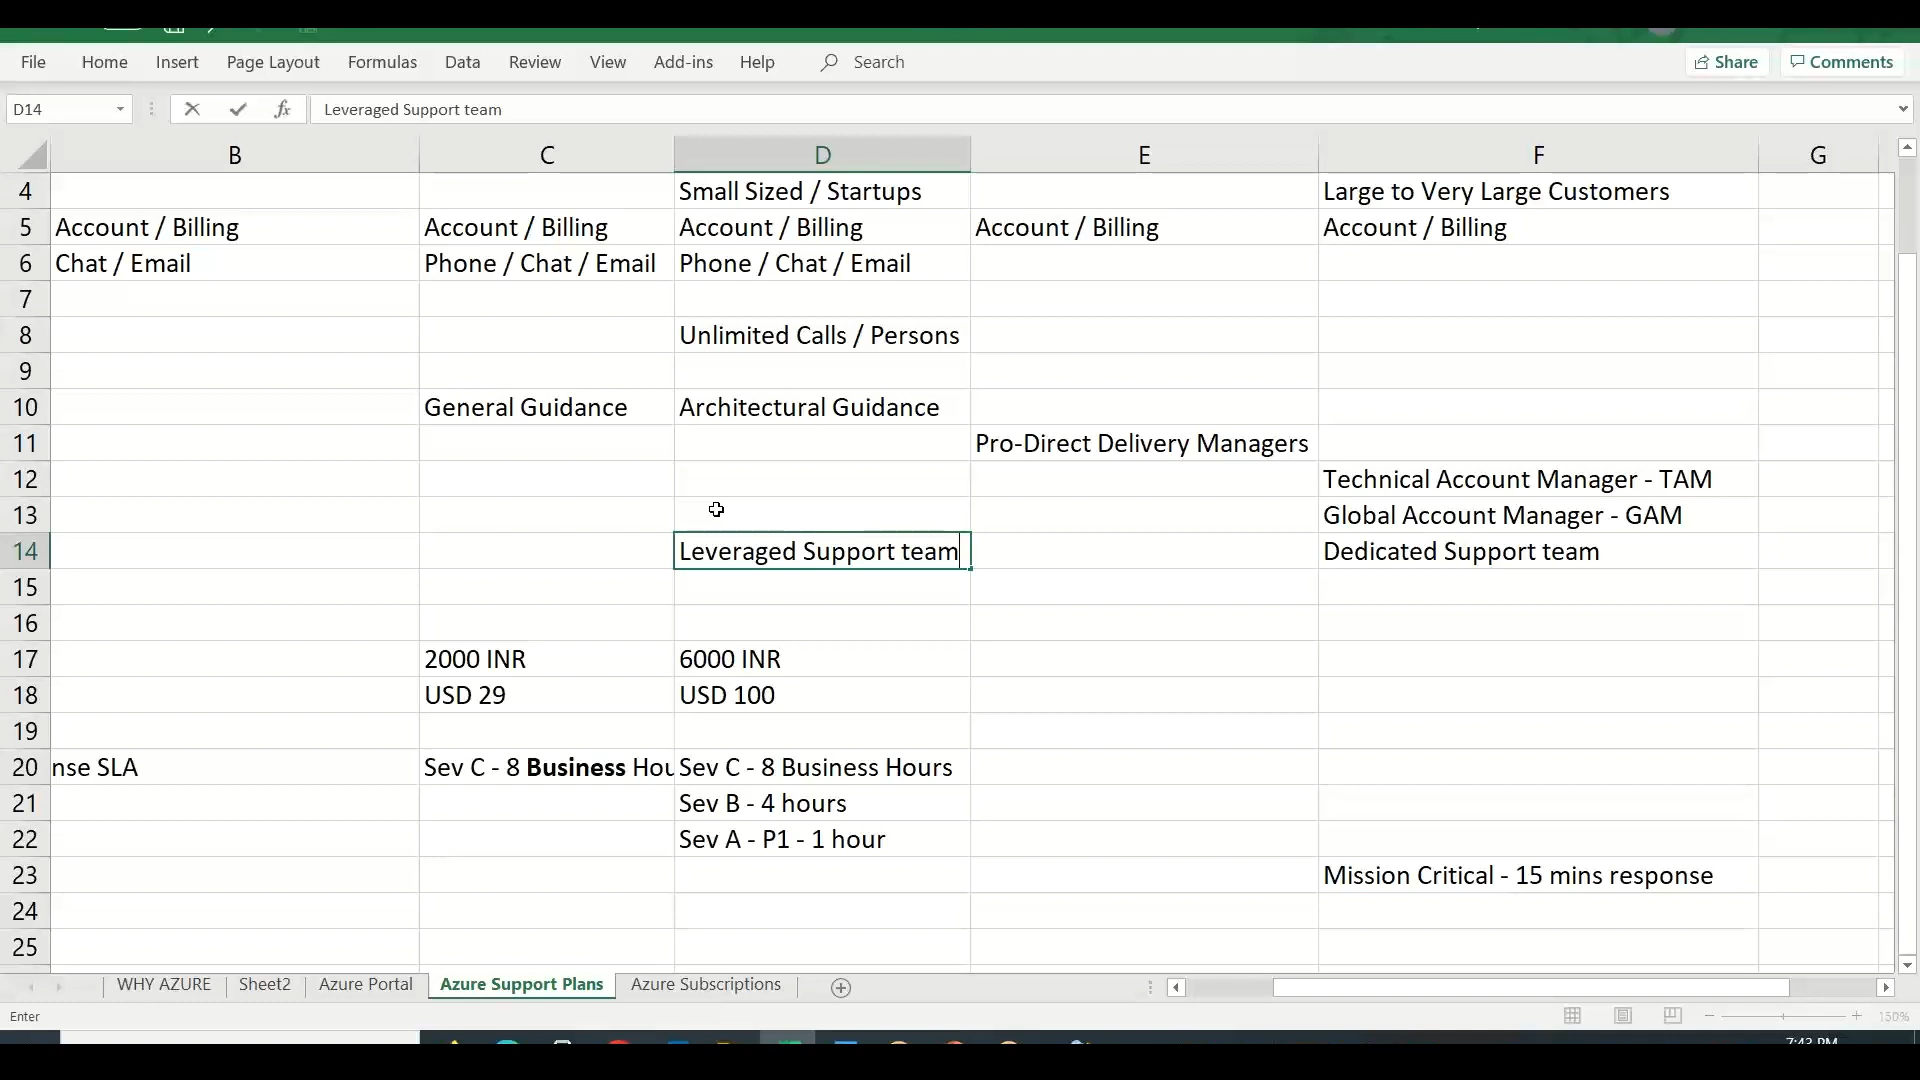 File Home Insert Page Layout Formulas Data Review View Add-ins Help Search Share Comments
D14 fx Leveraged Support team
B C D E F G
4 Small Sized / Startups Large to Very Large Customers
5 Account / Billing Account / Billing Account / Billing Account / Billing Account / Billing
6 Chat / Email Phone / Chat / Email Phone / Chat / Email
7
8 Unlimited Calls / Persons
9
10 General Guidance Architectural Guidance
11 Pro-Direct Delivery Managers
12 Technical Account Manager - TAM
13 Global Account Manager - GAM
14 Leveraged Support team Dedicated Support team
15
16
17 2000 INR 6000 INR
18 USD 29 USD 100
19
20 nse SLA Sev C - 8 Business Hou Sev C - 8 Business Hours
21 Sev B - 4 hours
22 Sev A - P1 - 1 hour
23 Mission Critical - 15 mins response
24
25
WHY AZURE Sheet2 Azure Portal Azure Support Plans Azure Subscriptions
Enter 150%
7:43 PM